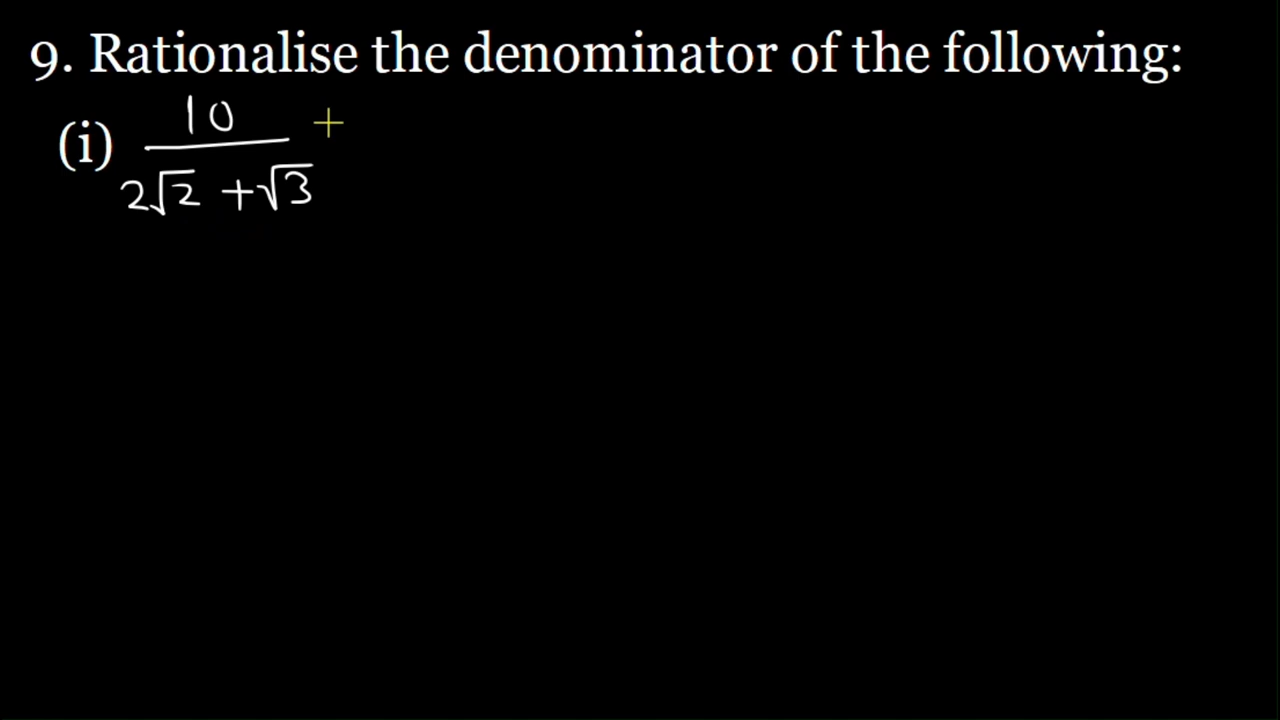 9. Rationalise the denominator of the following:
(i) 10 / 2√2 + √3